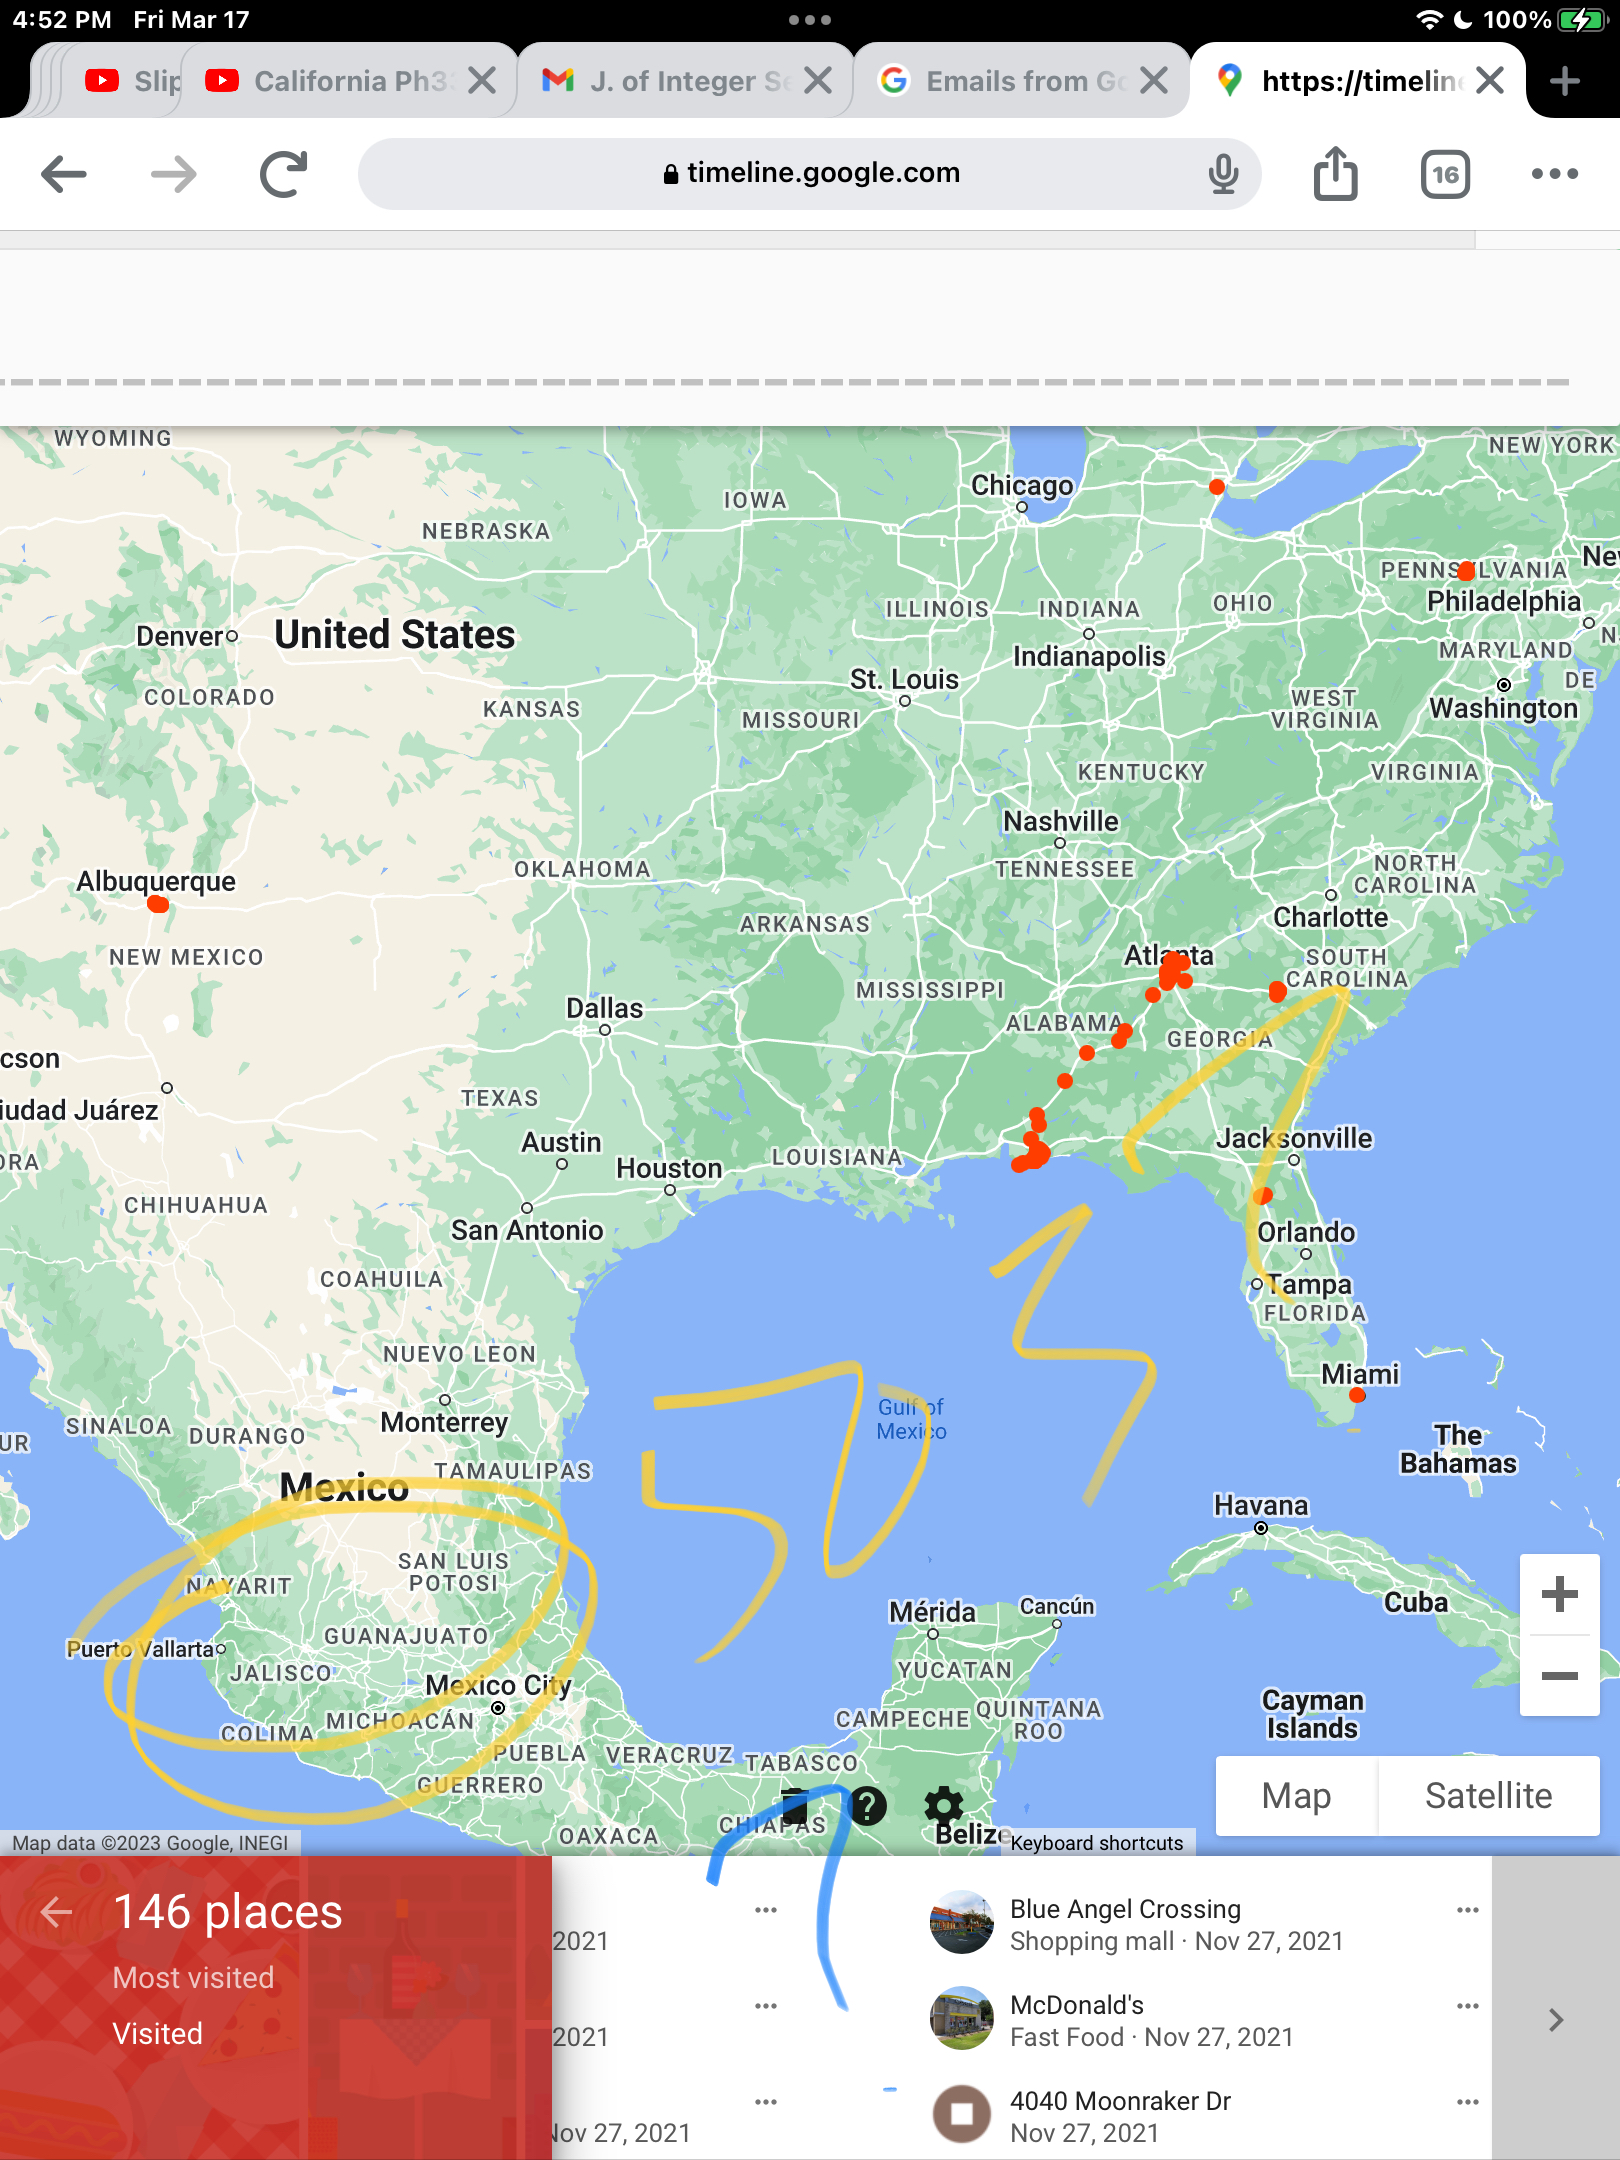 4:52 PM Fri Mar 17
100%
Slip
California Ph3
J. of Integer Se
Emails from Go
https://timeline
timeline.google.com
16
WYOMING
NEW YORK
Chicago
IOWA
NEBRASKA
New
PENNSYLVANIA
Philadelphia
ILLINOIS
INDIANA
OHIO
Denver
United States
Indianapolis
MARYLAND
N
St. Louis
DE
COLORADO
KANSAS
MISSOURI
WEST
VIRGINIA
Washington
KENTUCKY
VIRGINIA
Nashville
TENNESSEE
OKLAHOMA
NORTH
CAROLINA
Albuquerque
ARKANSAS
Charlotte
NEW MEXICO
Atlanta
SOUTH
CAROLINA
MISSISSIPPI
Dallas
ALABAMA
GEORGIA
cson
iudad Juárez
TEXAS
Austin
Jacksonville
ORA
Houston
LOUISIANA
CHIHUAHUA
San Antonio
Orlando
COAHUILA
Tampa
FLORIDA
NUEVO LEON
Miami
Monterrey
Gulf of
Mexico
SINALOA
DURANGO
UR
The
Bahamas
TAMAULIPAS
Mexico
Havana
SAN LUIS
POTOSI
NAYARIT
Cuba
Mérida
Cancún
GUANAJUATO
Puerto Vallarta
JALISCO
YUCATAN
Mexico City
CAMPECHE
QUINTANA
ROO
Cayman
Islands
COLIMA
MICHOACÁN
PUEBLA
VERACRUZ
TABASCO
GUERRERO
Map
Satellite
CHIAPAS
OAXACA
Belize
Map data ©2023 Google, INEGI
Keyboard shortcuts
146 places
Most visited
Visited
2021
2021
Nov 27, 2021
Blue Angel Crossing
Shopping mall · Nov 27, 2021
McDonald's
Fast Food · Nov 27, 2021
4040 Moonraker Dr
Nov 27, 2021